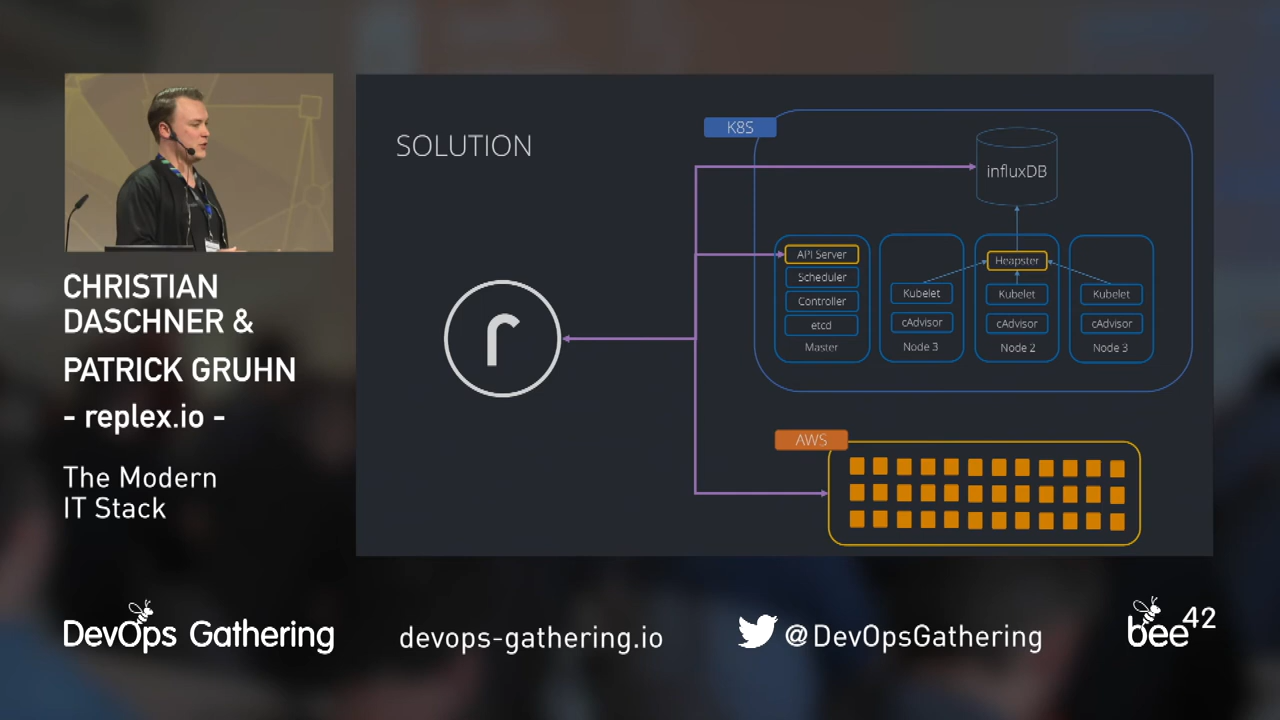 CHRISTIAN
DASCHNER &
PATRICK GRUHN
- replex.io -
The Modern
IT Stack
SOLUTION
r
K8S
influxDB
API Server
Scheduler
Controller
etcd
Master
Kubelet
cAdvisor
Node 3
Heapster
Kubelet
cAdvisor
Node 2
Kubelet
cAdvisor
Node 3
AWS
DevOps Gathering
devops-gathering.io
@DevOpsGathering
bee42